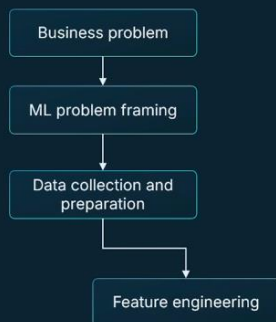 Business problem
ML problem framing
Data collection and
preparation
Feature engineering